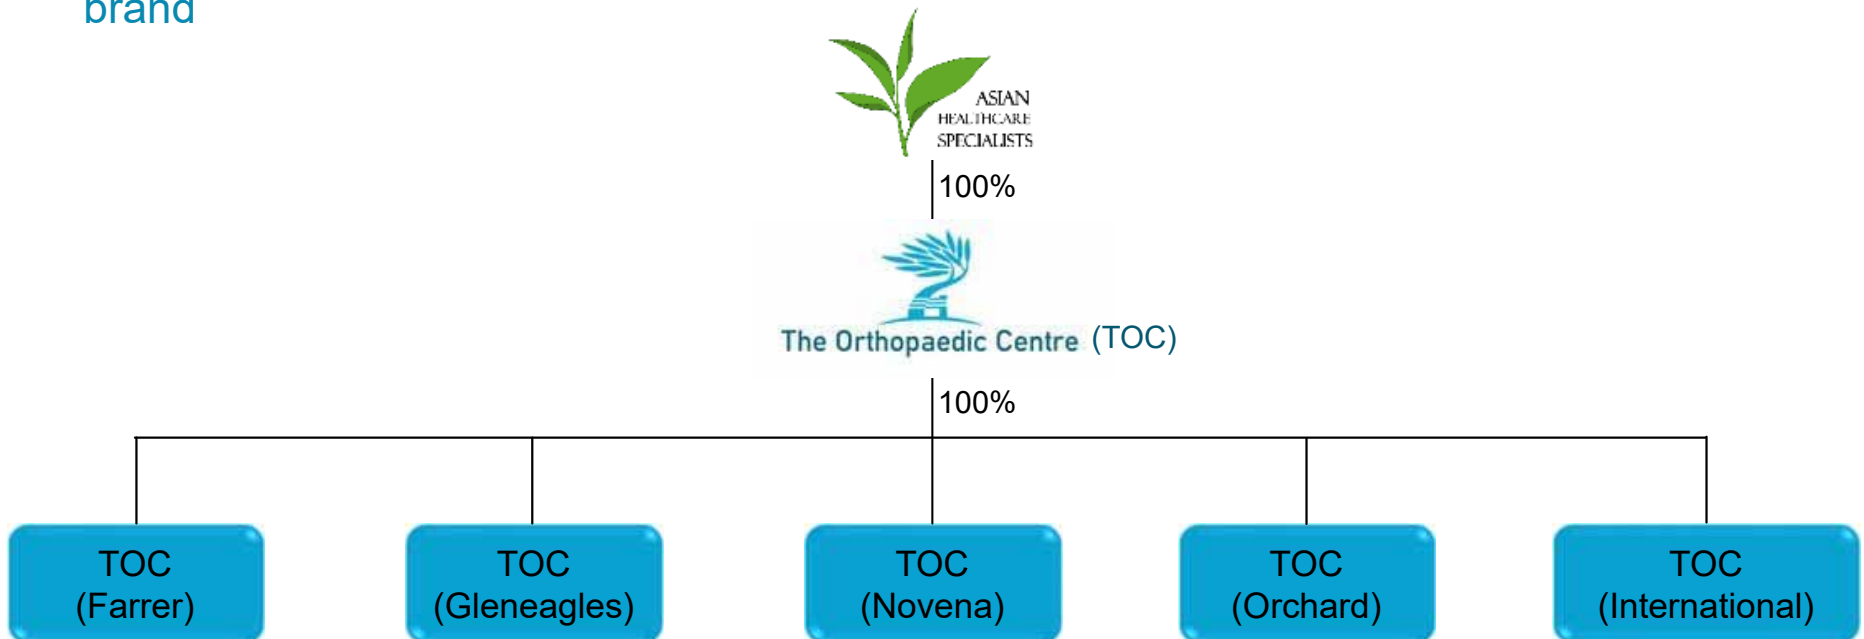 brand
ASIAN
HEALTHCARE
SPECIALISTS
100%
The Orthopaedic Centre (TOC)
100%
TOC
(Farrer)
TOC
(Gleneagles)
TOC
(Novena)
TOC
(Orchard)
TOC
(International)